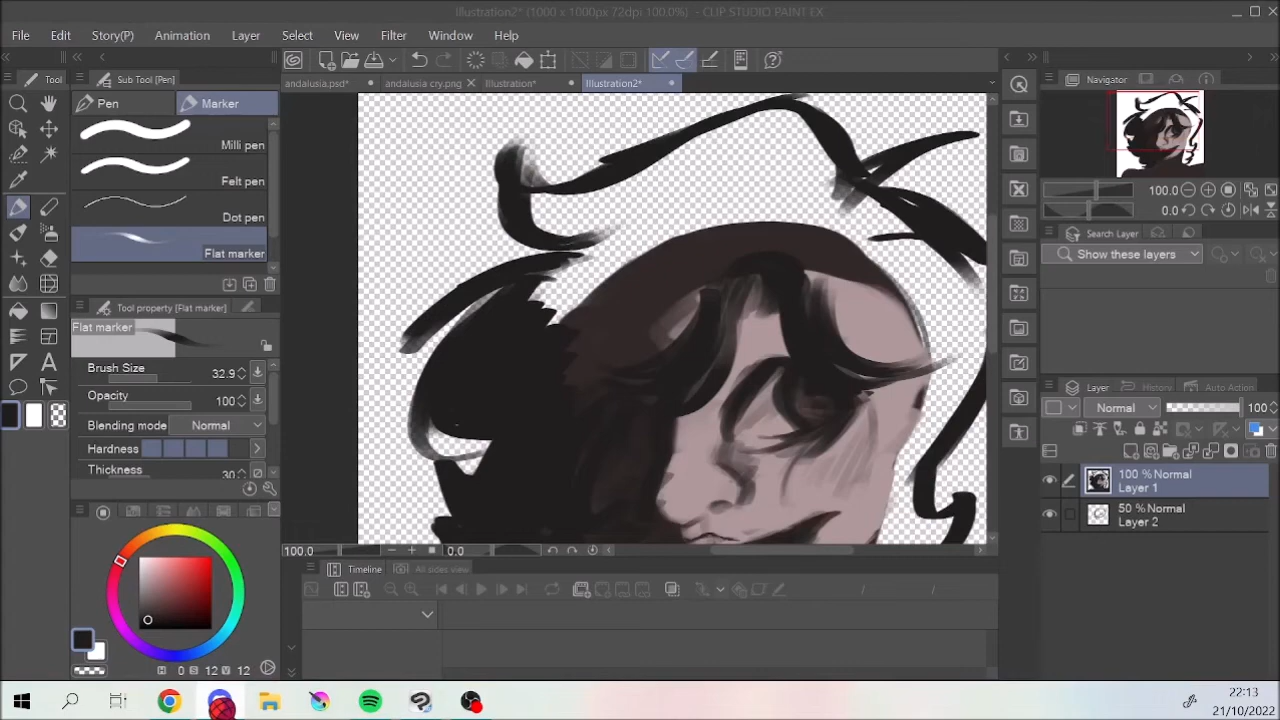 Illustration2* (1000 x 1000px 72dpi 100.0%) - CLIP STUDIO PAINT EX
File Edit Story(P) Animation Layer Select View Filter Window Help
Tool
Sub Tool [Pen]
andalusia.psd*
andalusia cry.png
Illustration*
Illustration2*
Navigator
Pen
Marker
Milli pen
Felt pen
Dot pen
Flat marker
100.0
0.0
Search Layer
Show these layers
Tool property [Flat marker]
Flat marker
Brush Size 32.9
Opacity 100
Blending mode Normal
Hardness
Thickness 30
Layer
History
Auto Action
Normal 100
100 % Normal
Layer 1
50 % Normal
Layer 2
100.0
0.0
Timeline
All sides view
H 0 S 12 V 12
22:13
21/10/2022